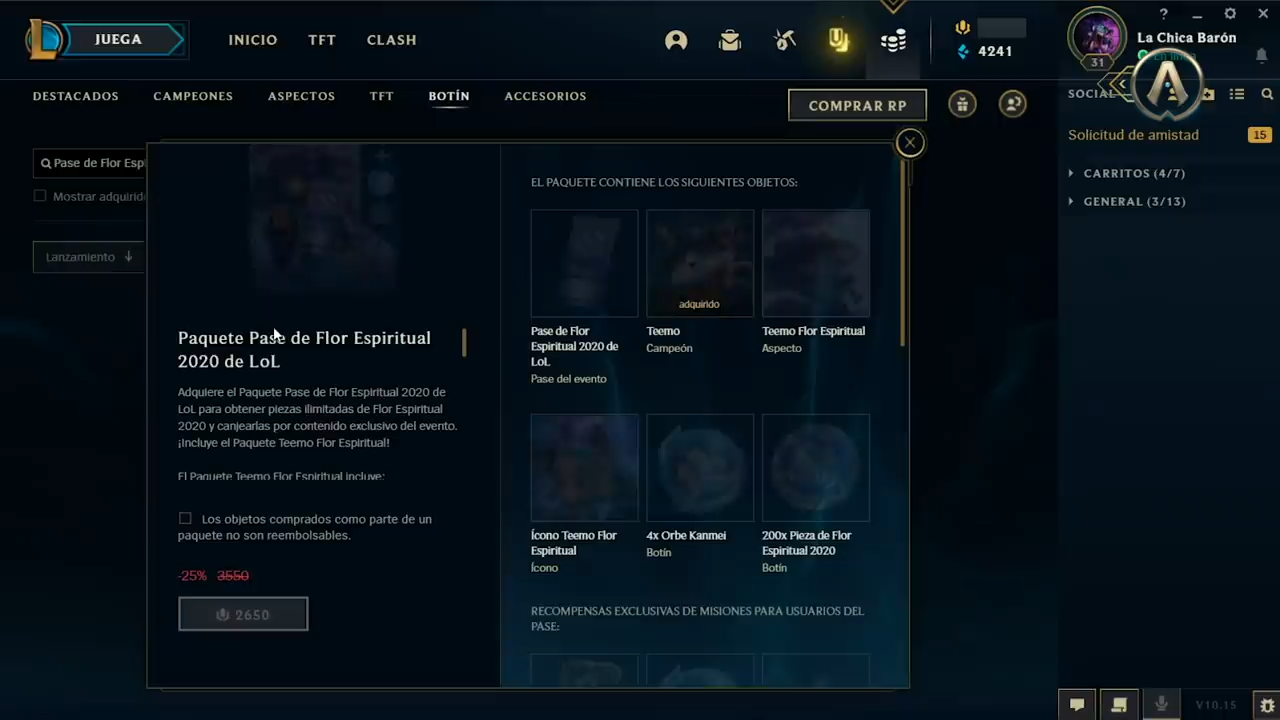 JUEGA
INICIO
TFT
CLASH
4241
?
La Chica Barón
31
DESTACADOS
CAMPEONES
ASPECTOS
TFT
BOTÍN
ACCESORIOS
COMPRAR RP
SOCIAL
Solicitud de amistad
15
CARRITOS (4/7)
GENERAL (3/13)
Pase de Flor Esp
Mostrar adquirid
Lanzamiento
Paquete Pase de Flor Espiritual
2020 de LoL
Adquiere el Paquete Pase de Flor Espiritual 2020 de
LoL para obtener piezas ilimitadas de Flor Espiritual
2020 y canjearlas por contenido exclusivo del evento.
¡Incluye el Paquete Teemo Flor Espiritual!
El Paquete Teemo Flor Espiritual incluye:
Los objetos comprados como parte de un
paquete no son reembolsables.
-25% 3550
2650
EL PAQUETE CONTIENE LOS SIGUIENTES OBJETOS:
Pase de Flor
Espiritual 2020 de
LoL
Pase del evento
adquirido
Teemo
Campeón
Teemo Flor Espiritual
Aspecto
Ícono Teemo Flor
Espiritual
Ícono
4x Orbe Kanmei
Botín
200x Pieza de Flor
Espiritual 2020
Botín
RECOMPENSAS EXCLUSIVAS DE MISIONES PARA USUARIOS DEL
PASE:
V10.15